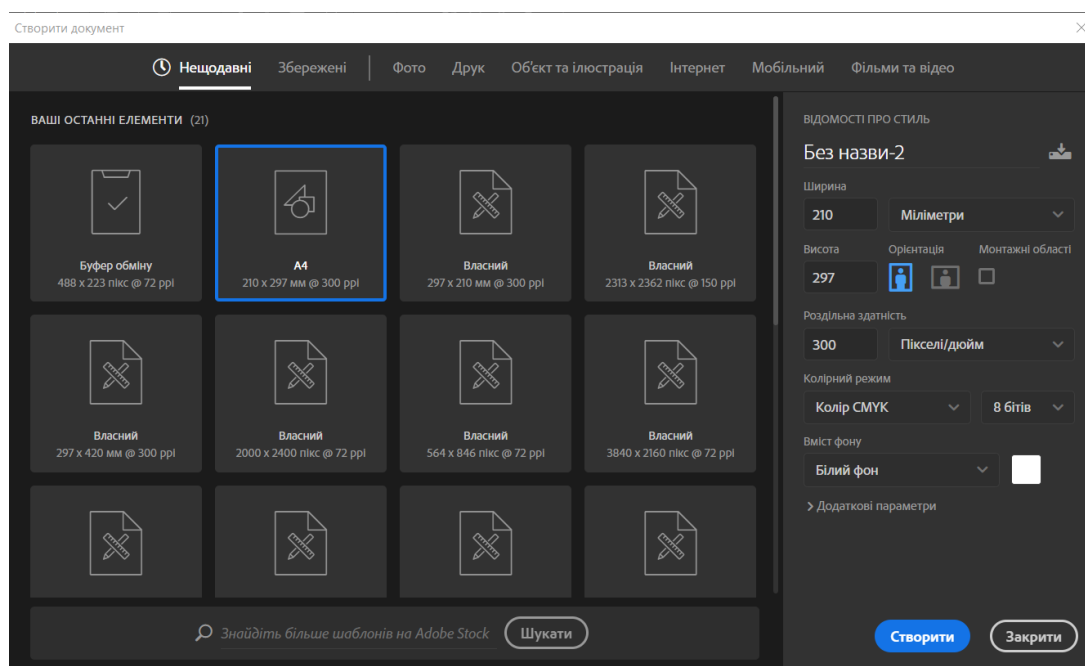 Створити документ
Нещодавні Збережені Фото Друк Об'єкт та ілюстрація Інтернет Мобільний Фільми та відео
ВАШІ ОСТАННІ ЕЛЕМЕНТИ (21)
Буфер обміну
488 x 223 пікс @ 72 ppi
A4
210 x 297 мм @ 300 ppi
Власний
297 x 210 мм @ 300 ppi
Власний
2313 x 2362 пікс @ 150 ppi
Власний
297 x 420 мм @ 300 ppi
Власний
2000 x 2400 пікс @ 72 ppi
Власний
564 x 846 пікс @ 72 ppi
Власний
3840 x 2160 пікс @ 72 ppi
Знайдіть більше шаблонів на Adobe Stock Шукати
ВІДОМОСТІ ПРО СТИЛЬ
Без назви-2
Ширина
210 Міліметри
Висота Орієнтація Монтажні області
297
Роздільна здатність
300 Пікселі/дюйм
Колірний режим
Колір CMYK 8 бітів
Вміст фону
Білий фон
Додаткові параметри
Створити Закрити